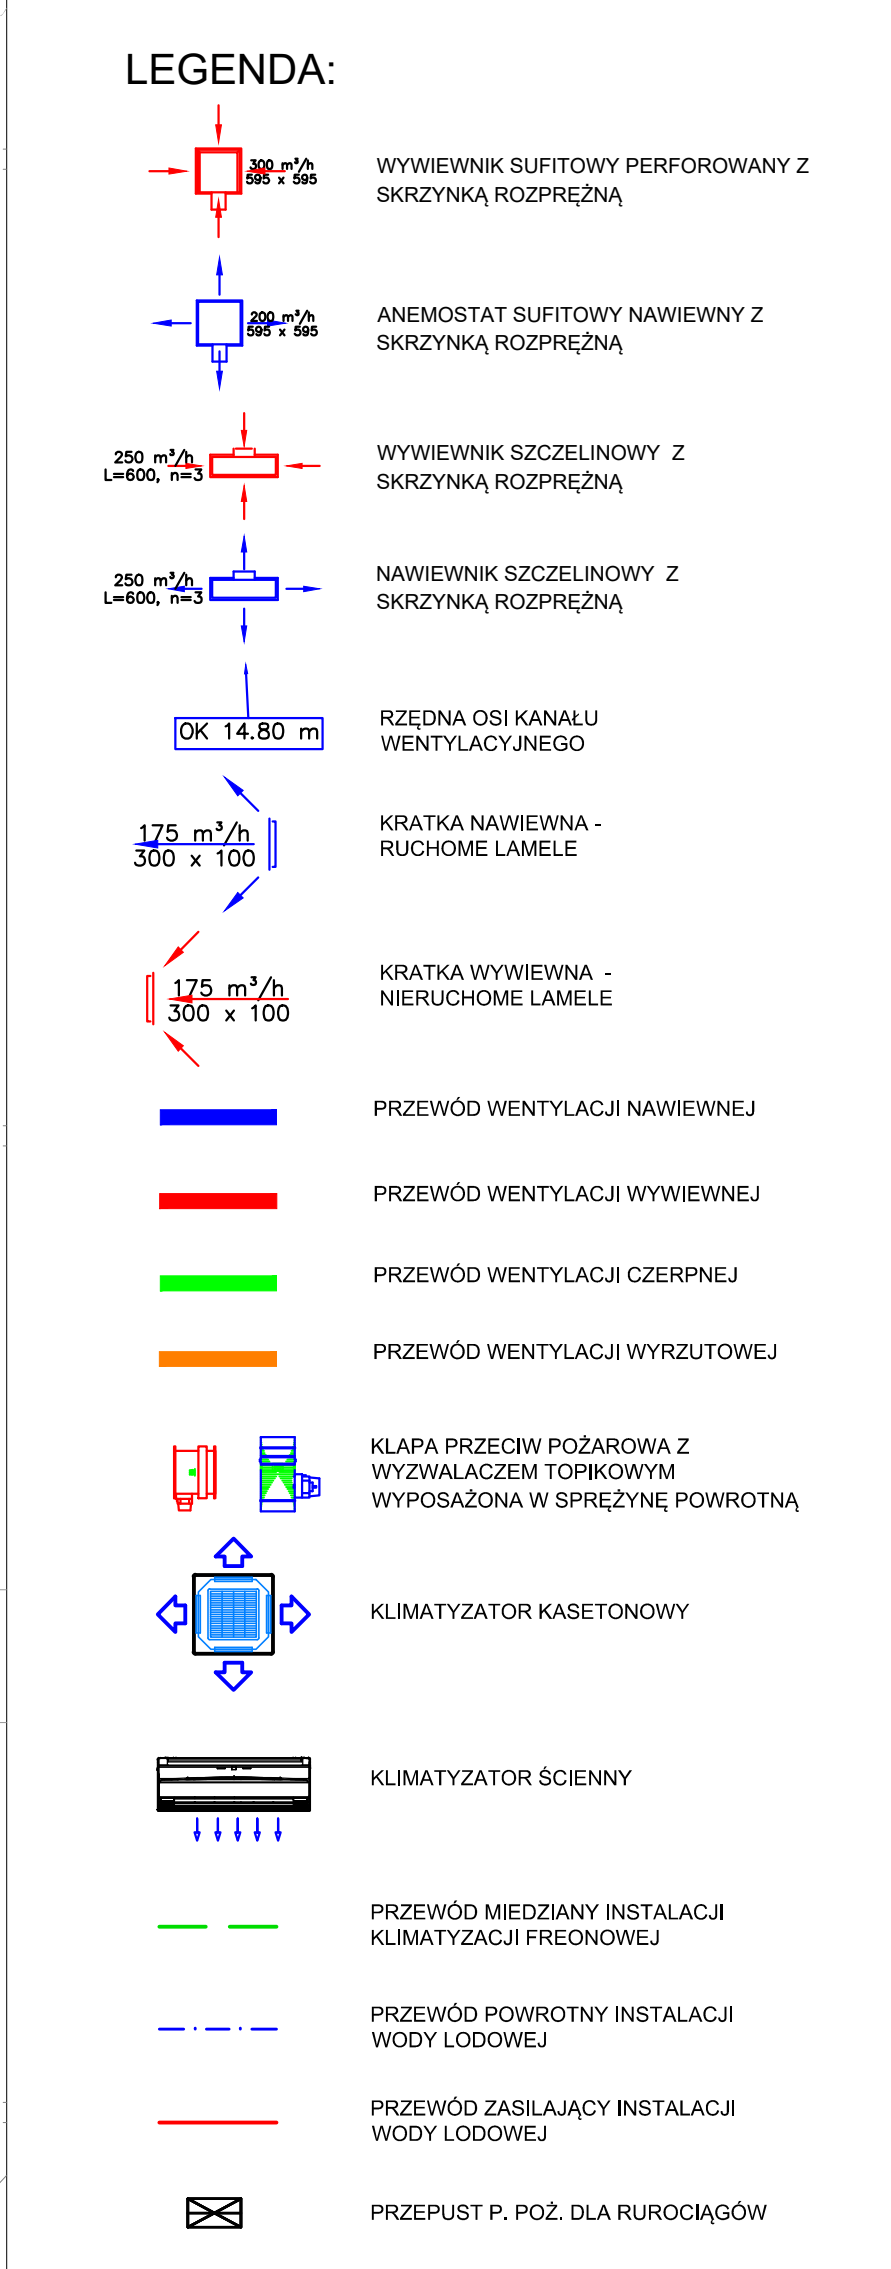 LEGENDA:
300 m³/h
595 x 595
WYWIEWNIK SUFITOWY PERFOROWANY Z
SKRZYNKĄ ROZPRĘŻNĄ
200 m³/h
595 x 595
ANEMOSTAT SUFITOWY NAWIEWNY Z
SKRZYNKĄ ROZPRĘŻNĄ
250 m³/h
L=600, n=3
WYWIEWNIK SZCZELINOWY Z
SKRZYNKĄ ROZPRĘŻNĄ
250 m³/h
L=600, n=3
NAWIEWNIK SZCZELINOWY Z
SKRZYNKĄ ROZPRĘŻNĄ
OK 14.80 m
RZĘDNA OSI KANAŁU
WENTYLACYJNEGO
175 m³/h
300 x 100
KRATKA NAWIEWNA -
RUCHOME LAMELE
175 m³/h
300 x 100
KRATKA WYWIEWNA -
NIERUCHOME LAMELE
PRZEWÓD WENTYLACJI NAWIEWNEJ
PRZEWÓD WENTYLACJI WYWIEWNEJ
PRZEWÓD WENTYLACJI CZERPNEJ
PRZEWÓD WENTYLACJI WYRZUTOWEJ
KLAPA PRZECIW POŻAROWA Z
WYZWALACZEM TOPIKOWYM
WYPOSAŻONA W SPRĘŻYNĘ POWROTNĄ
KLIMATYZATOR KASETONOWY
KLIMATYZATOR ŚCIENNY
PRZEWÓD MIEDZIANY INSTALACJI
KLIMATYZACJI FREONOWEJ
PRZEWÓD POWROTNY INSTALACJI
WODY LODOWEJ
PRZEWÓD ZASILAJĄCY INSTALACJI
WODY LODOWEJ
PRZEPUST P. POŻ. DLA RUROCIĄGÓW